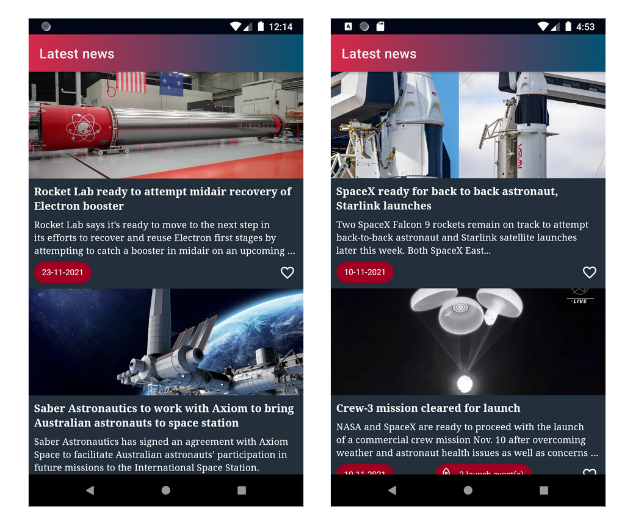 12:14
Latest news
Rocket Lab ready to attempt midair recovery of
Electron booster
Rocket Lab says it's ready to move to the next step in
its efforts to recover and reuse Electron first stages by
attempting to catch a booster in midair on an upcoming ...
23-11-2021
Saber Astronautics to work with Axiom to bring
Australian astronauts to space station
Saber Astronautics has signed an agreement with Axiom
Space to facilitate Australian astronauts' participation in
future missions to the International Space Station.
A
4:53
Latest news
NASA
SpaceX ready for back to back astronaut,
Starlink launches
Two SpaceX Falcon 9 rockets remain on track to attempt
back-to-back astronaut and Starlink satellite launches
later this week. Both SpaceX East...
10-11-2021
LIVE
Crew-3 mission cleared for launch
NASA and SpaceX are ready to proceed with the launch
of a commercial crew mission Nov. 10 after overcoming
weather and astronaut health issues as well as concerns ...
10-11-2021
2 launch event(s)